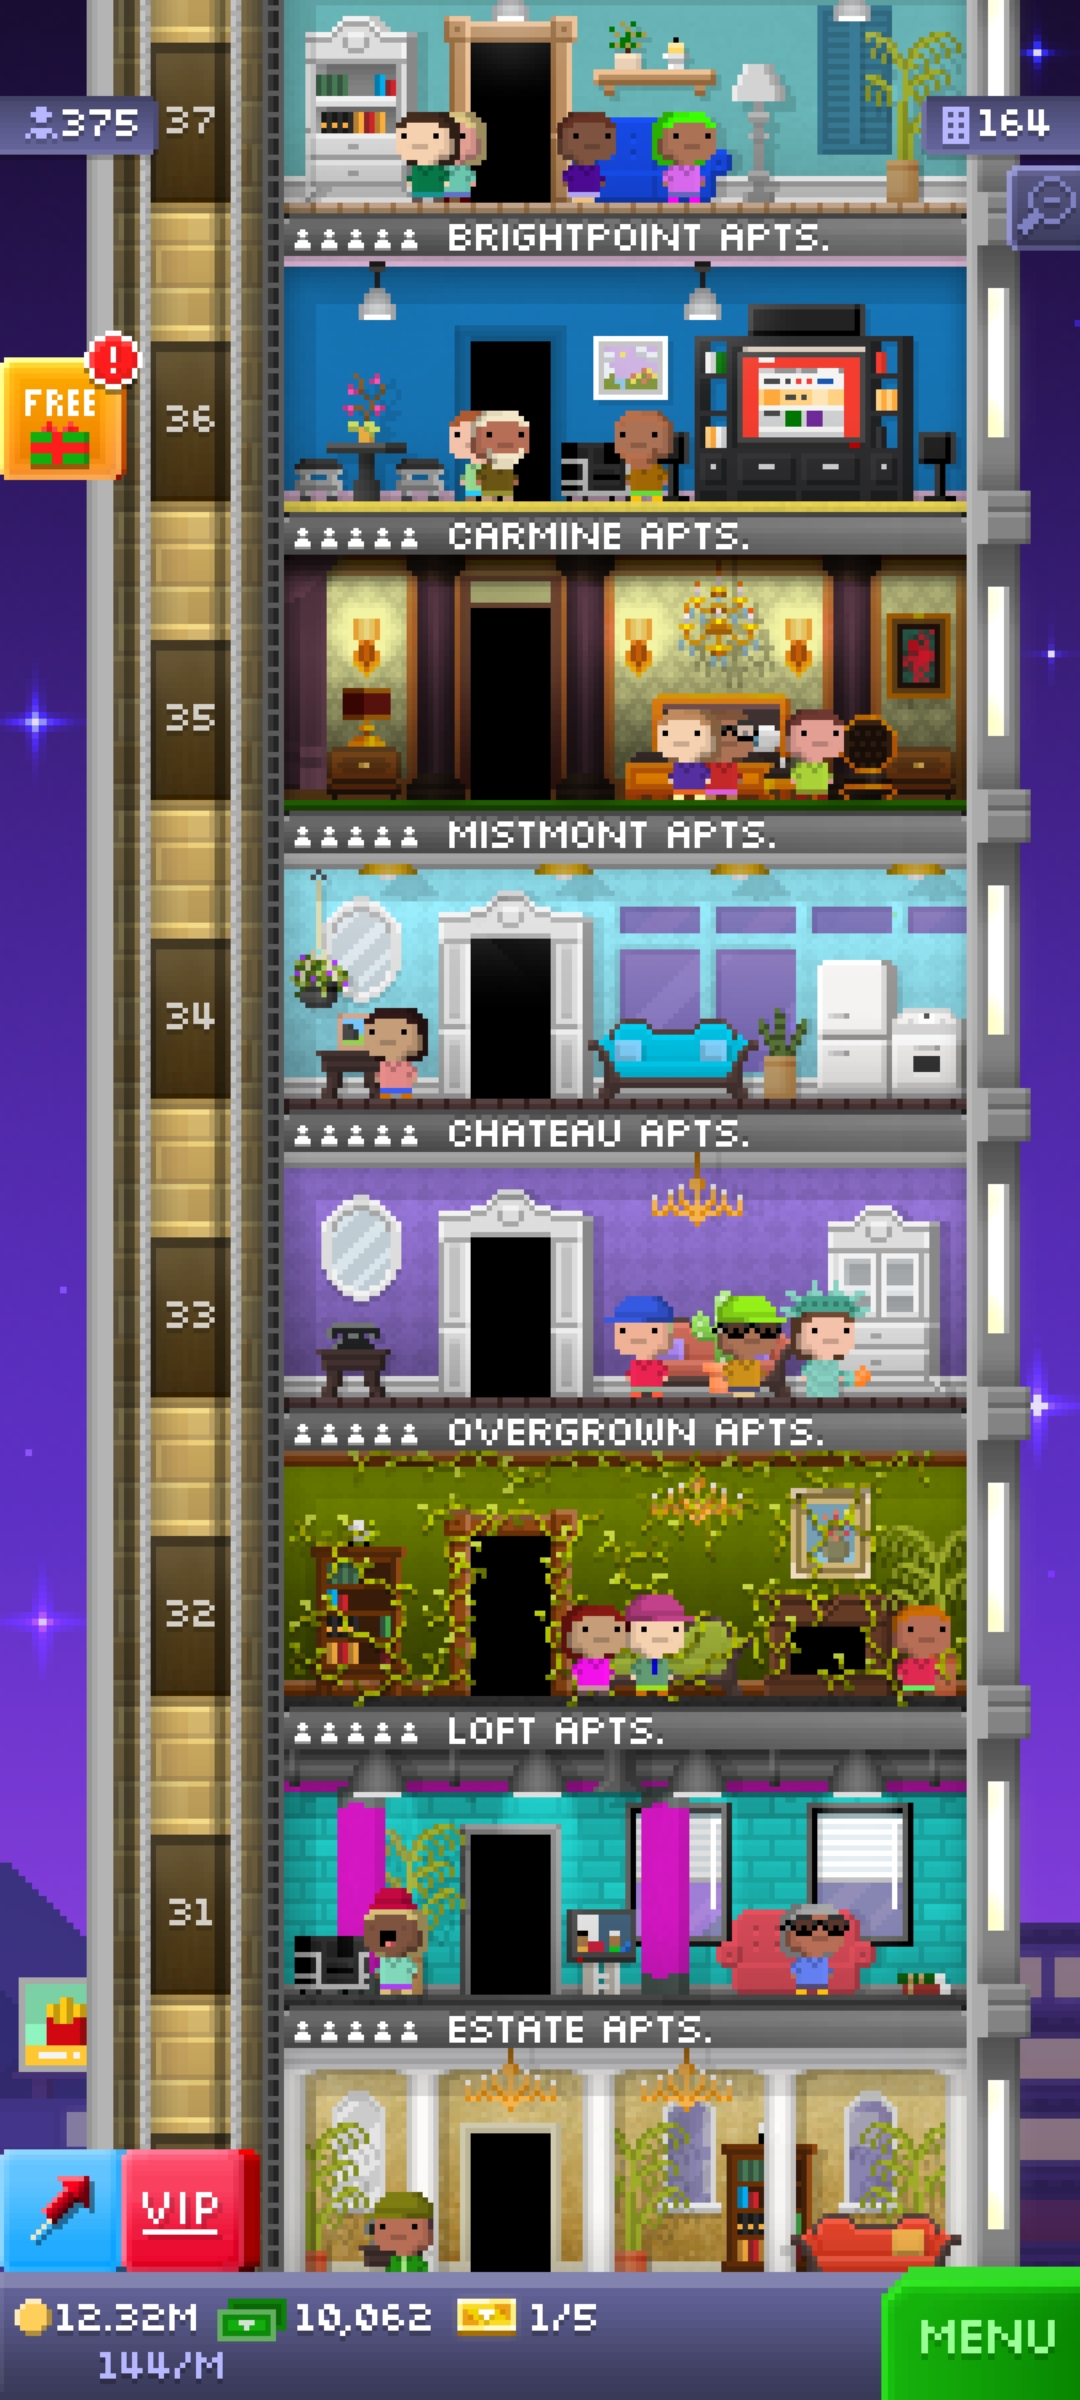 37
375
164
BRIGHTPOINT APTS.
FREE
!
36
CARMINE APTS.
35
MISTMONT APTS.
34
CHATEAU APTS.
33
OVERGROWN APTS.
32
LOFT APTS.
31
ESTATE APTS.
VIP
12.32M 10,062 1/5
144/M
MENU